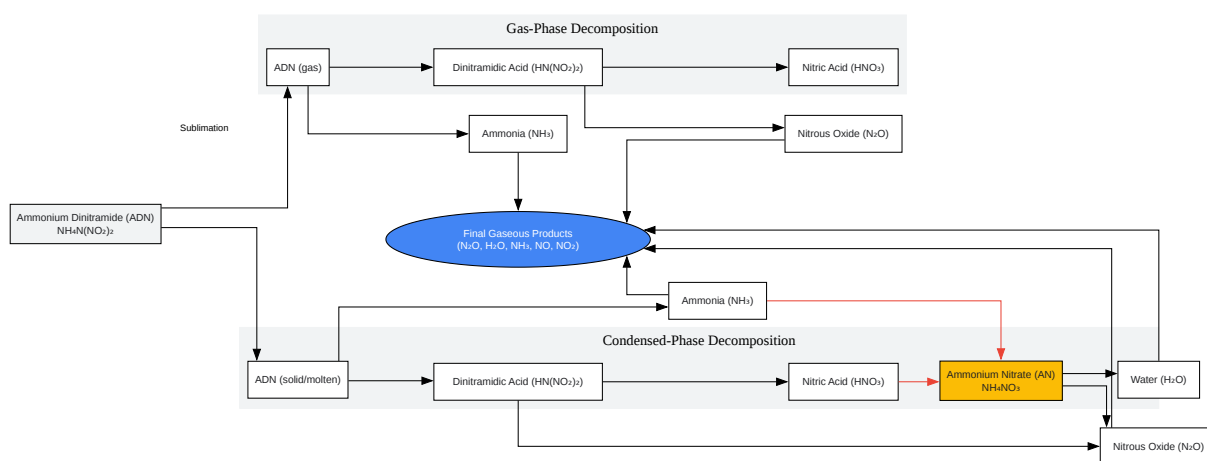 Gas-Phase Decomposition
ADN (gas)
Dinitramidic Acid (HN(NO₂)₂)
Nitric Acid (HNO₃)
Sublimation
Ammonia (NH₃)
Nitrous Oxide (N₂O)
Ammonium Dinitramide (ADN)
NH₄N(NO₂)₂
Final Gaseous Products
(N₂O, H₂O, NH₃, NO, NO₂)
Ammonia (NH₃)
Condensed-Phase Decomposition
ADN (solid/molten)
Dinitramidic Acid (HN(NO₂)₂)
Nitric Acid (HNO₃)
Ammonium Nitrate (AN)
NH₄NO₃
Water (H₂O)
Nitrous Oxide (N₂O)